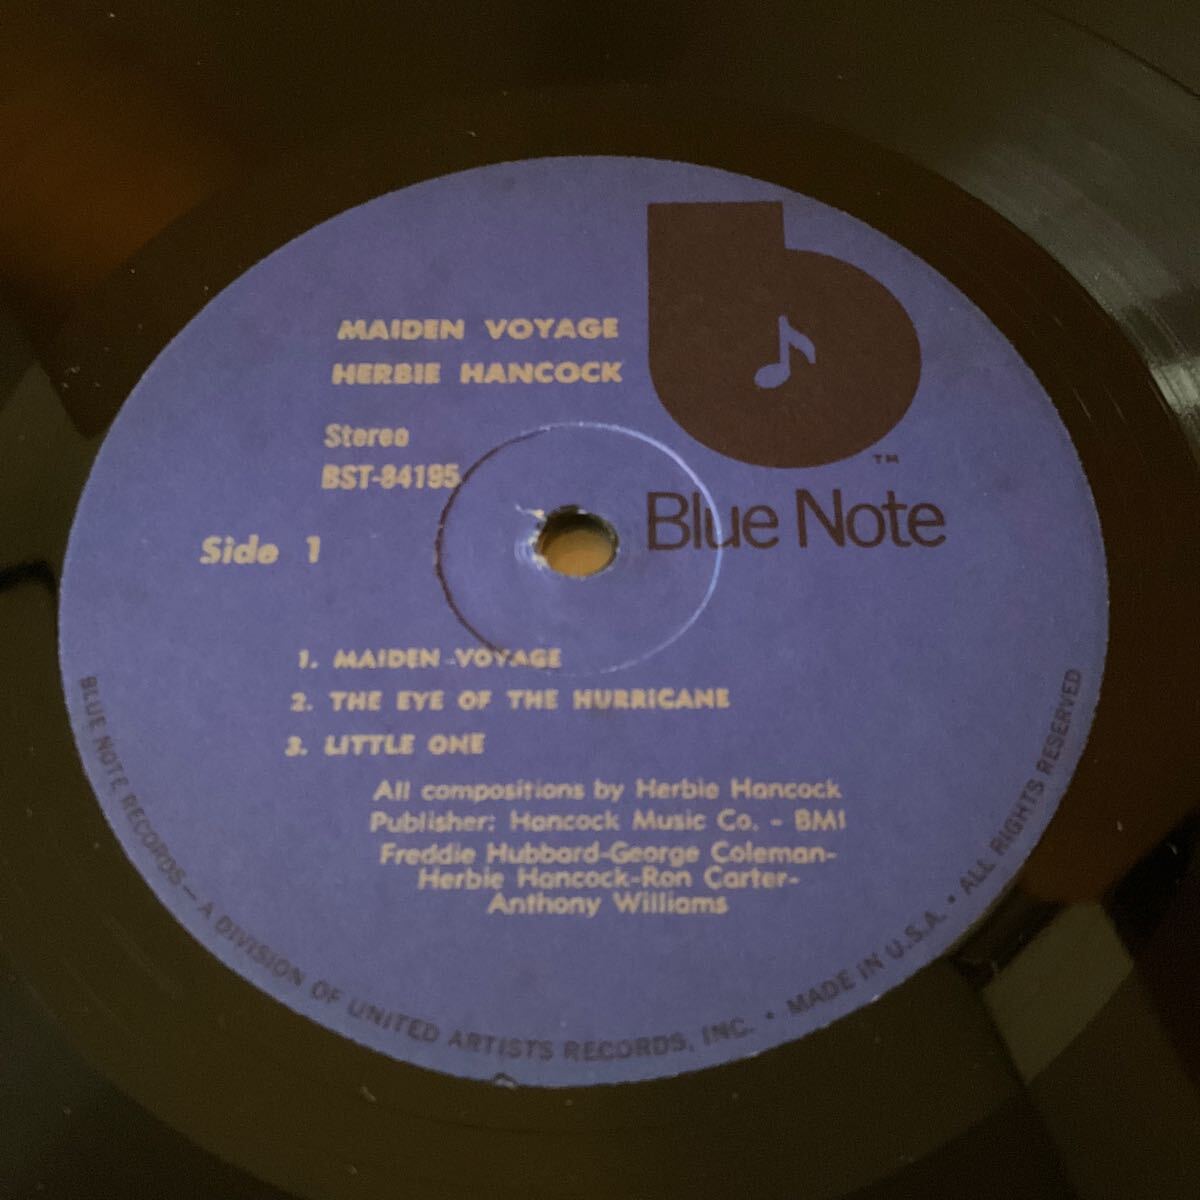 MAIDEN VOYAGE
HERBIE HANCOCK
Stereo
BST-84195
Side 1
TM
Blue Note
1. MAIDEN VOYAGE
2. THE EYE OF THE HURRICANE
3. LITTLE ONE
All compositions by Herbie Hancock
Publisher: Hancock Music Co. - BMI
Freddie Hubbard-George Coleman-
Herbie Hancock-Ron Carter-
Anthony Williams
BLUE NOTE RECORDS—A DIVISION OF UNITED ARTISTS RECORDS, INC. • MADE IN U.S.A. • ALL RIGHTS RESERVED